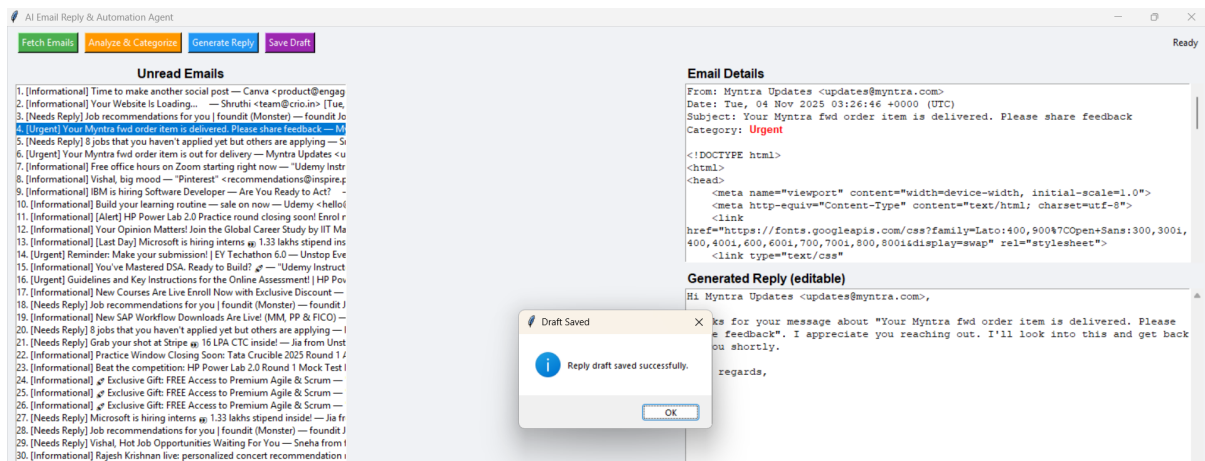 AI Email Reply & Automation Agent
Fetch Emails Analyze & Categorize Generate Reply Save Draft Ready
Unread Emails
1. [Informational] Time to make another social post — Canva <product@engag
2. [Informational] Your Website Is Loading... — Shruthi <team@crio.in> [Tue,
3. [Needs Reply] Job recommendations for you | foundit (Monster) — foundit Jo
4. [Urgent] Your Myntra fwd order item is delivered. Please share feedback — M
5. [Needs Reply] 8 jobs that you haven't applied yet but others are applying — S
6. [Urgent] Your Myntra fwd order item is out for delivery — Myntra Updates <u
7. [Informational] Free office hours on Zoom starting right now — "Udemy Instr
8. [Informational] Vishal, big mood — "Pinterest" <recommendations@inspire.p
9. [Informational] IBM is hiring Software Developer — Are You Ready to Act? -
10. [Informational] Build your learning routine — sale on now — Udemy <hello
11. [Informational] [Alert] HP Power Lab 2.0 Practice round closing soon! Enrol r
12. [Informational] Your Opinion Matters! Join the Global Career Study by IIT Ma
13. [Informational] [Last Day] Microsoft is hiring interns 1.33 lakhs stipend ins
14. [Urgent] Reminder: Make your submission! | EY Techathon 6.0 — Unstop Eve
15. [Informational] You've Mastered DSA. Ready to Build? 🚀 — "Udemy Instruct
16. [Urgent] Guidelines and Key Instructions for the Online Assessment! | HP Pov
17. [Informational] New Courses Are Live Enroll Now with Exclusive Discount —
18. [Needs Reply] Job recommendations for you | foundit (Monster) — foundit J
19. [Informational] New SAP Workflow Downloads Are Live! (MM, PP & FICO) —
20. [Needs Reply] 8 jobs that you haven't applied yet but others are applying —
21. [Needs Reply] Grab your shot at Stripe 16 LPA CTC inside! — Jia from Unst
22. [Informational] Practice Window Closing Soon: Tata Crucible 2025 Round 1
23. [Informational] Beat the competition: HP Power Lab 2.0 Round 1 Mock Test
24. [Informational] 🚀 Exclusive Gift: FREE Access to Premium Agile & Scrum —
25. [Informational] 🚀 Exclusive Gift: FREE Access to Premium Agile & Scrum —
26. [Informational] 🚀 Exclusive Gift: FREE Access to Premium Agile & Scrum —
27. [Needs Reply] Microsoft is hiring interns 1.33 lakhs stipend inside! — Jia fr
28. [Needs Reply] Job recommendations for you | foundit (Monster) — foundit J
29. [Needs Reply] Vishal, Hot Job Opportunities Waiting For You — Sneha from f
30. [Informational] Rajesh Krishnan live: personalized concert recommendation
Email Details
From: Myntra Updates <updates@myntra.com>
Date: Tue, 04 Nov 2025 03:26:46 +0000 (UTC)
Subject: Your Myntra fwd order item is delivered. Please share feedback
Category: Urgent
<!DOCTYPE html>
<html>
<head>
<meta name="viewport" content="width=device-width, initial-scale=1.0">
<meta http-equiv="Content-Type" content="text/html; charset=utf-8">
<link
href="https://fonts.googleapis.com/css?family=Lato:400,900%7COpen+Sans:300,300i,
400,400i,600,600i,700,700i,800,800i&display=swap" rel="stylesheet">
<link type="text/css"
Generated Reply (editable)
Hi Myntra Updates <updates@myntra.com>,
ks for your message about "Your Myntra fwd order item is delivered. Please
e feedback". I appreciate you reaching out. I'll look into this and get back
ou shortly.
regards,
Draft Saved
Reply draft saved successfully.
OK